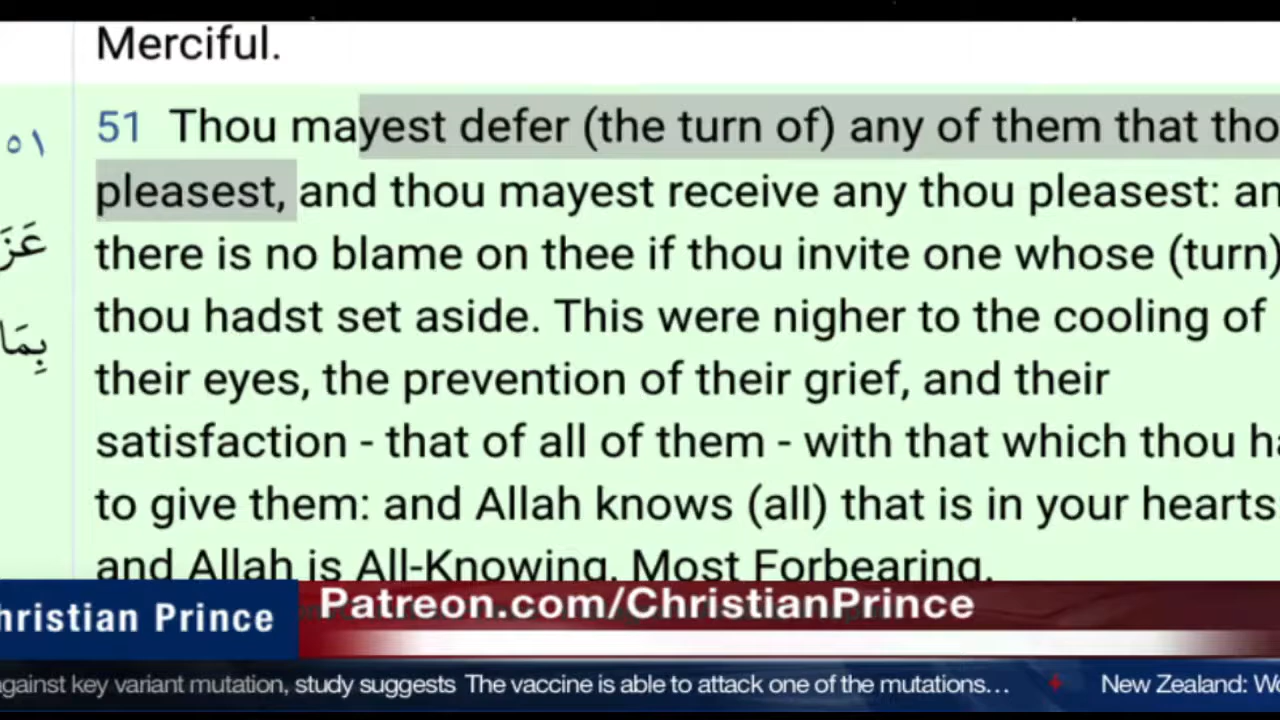 Merciful.
51 Thou mayest defer (the turn of) any of them that tho
pleasest, and thou mayest receive any thou pleasest: an
there is no blame on thee if thou invite one whose (turn)
thou hadst set aside. This were nigher to the cooling of
their eyes, the prevention of their grief, and their
satisfaction - that of all of them - with that which thou ha
to give them: and Allah knows (all) that is in your hearts
and Allah is All-Knowing, Most Forbearing.
٥١
عَزَ
بِمَا
hristian Prince
Patreon.com/ChristianPrince
gainst key variant mutation, study suggests The vaccine is able to attack one of the mutations... New Zealand: Wo